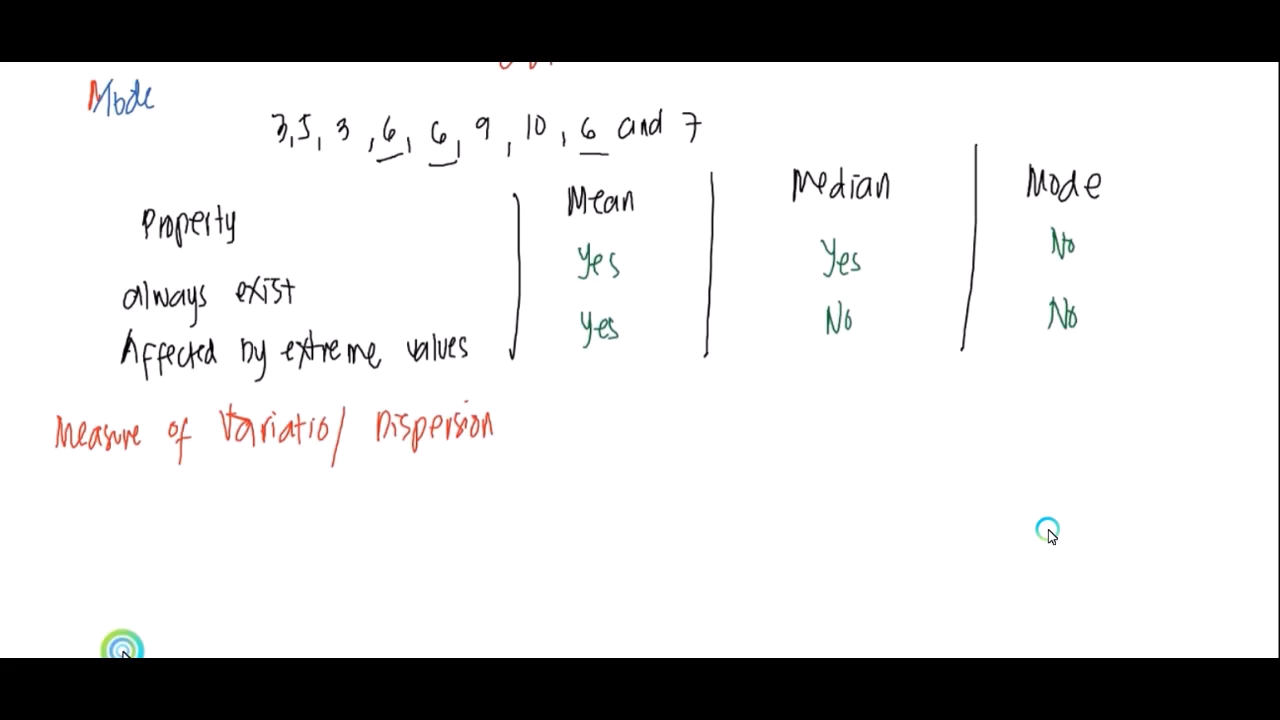 Mode
3, 5, 3, 6, 6, 9, 10, 6 and 7
Property Mean Median Mode
always exist Yes Yes No
Affected by extreme values Yes No No
Measure of Variatio/ Dispersion